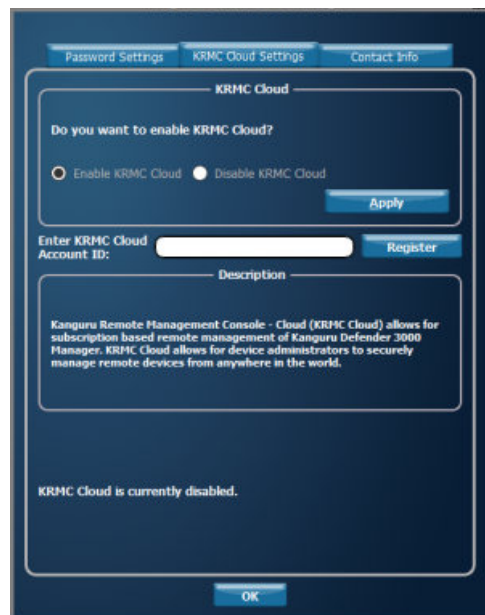 Password Settings KRMC Cloud Settings Contact Info
KRMC Cloud
Do you want to enable KRMC Cloud?
Enable KRMC Cloud Disable KRMC Cloud
Apply
Enter KRMC Cloud
Account ID:
Register
Description
Kanguru Remote Management Console - Cloud (KRMC Cloud) allows for
subscription based remote management of Kanguru Defender 3000
Manager. KRMC Cloud allows for device administrators to securely
manage remote devices from anywhere in the world.
KRMC Cloud is currently disabled.
OK